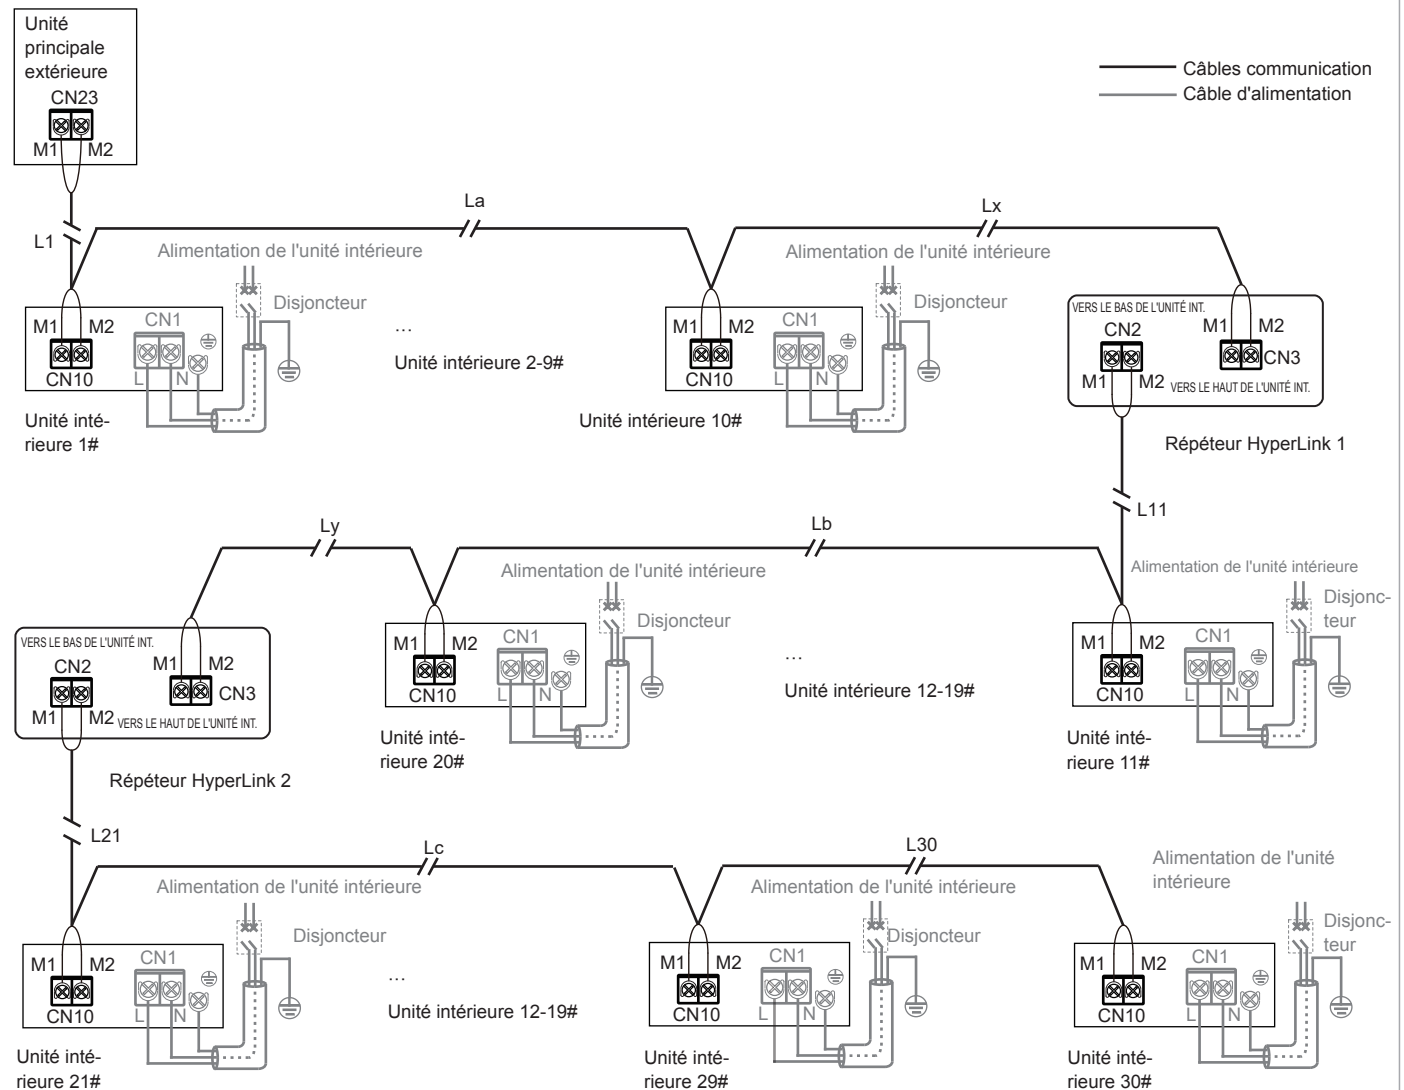 Unité
principale
extérieure
CN23
M1 M2
Câbles communication
Câble d'alimentation
L1
La
Lx
Alimentation de l'unité intérieure
Disjoncteur
M1 M2 CN1
CN10 L N
Unité inté-
rieure 1#
...
Unité intérieure 2-9#
Alimentation de l'unité intérieure
Disjoncteur
M1 M2 CN1
CN10 L N
Unité intérieure 10#
VERS LE BAS DE L'UNITÉ INT.
CN2 M1 M2
CN3
M1 M2 VERS LE HAUT DE L'UNITÉ INT.
Répéteur HyperLink 1
L11
Ly
Lb
VERS LE BAS DE L'UNITÉ INT.
CN2 M1 M2
CN3
M1 M2 VERS LE HAUT DE L'UNITÉ INT.
Répéteur HyperLink 2
Alimentation de l'unité intérieure
Disjoncteur
M1 M2 CN1
CN10 L N
Unité inté-
rieure 20#
...
Unité intérieure 12-19#
Alimentation de l'unité intérieure
Disjonc-
teur
M1 M2 CN1
CN10 L N
Unité inté-
rieure 11#
L21
Lc
L30
Alimentation de l'unité intérieure
Disjoncteur
M1 M2 CN1
CN10 L N
Unité inté-
rieure 21#
...
Unité intérieure 12-19#
Alimentation de l'unité intérieure
Disjoncteur
M1 M2 CN1
CN10 L N
Unité inté-
rieure 29#
Alimentation de l'unité
intérieure
Disjonc-
teur
M1 M2 CN1
CN10 L N
Unité inté-
rieure 30#